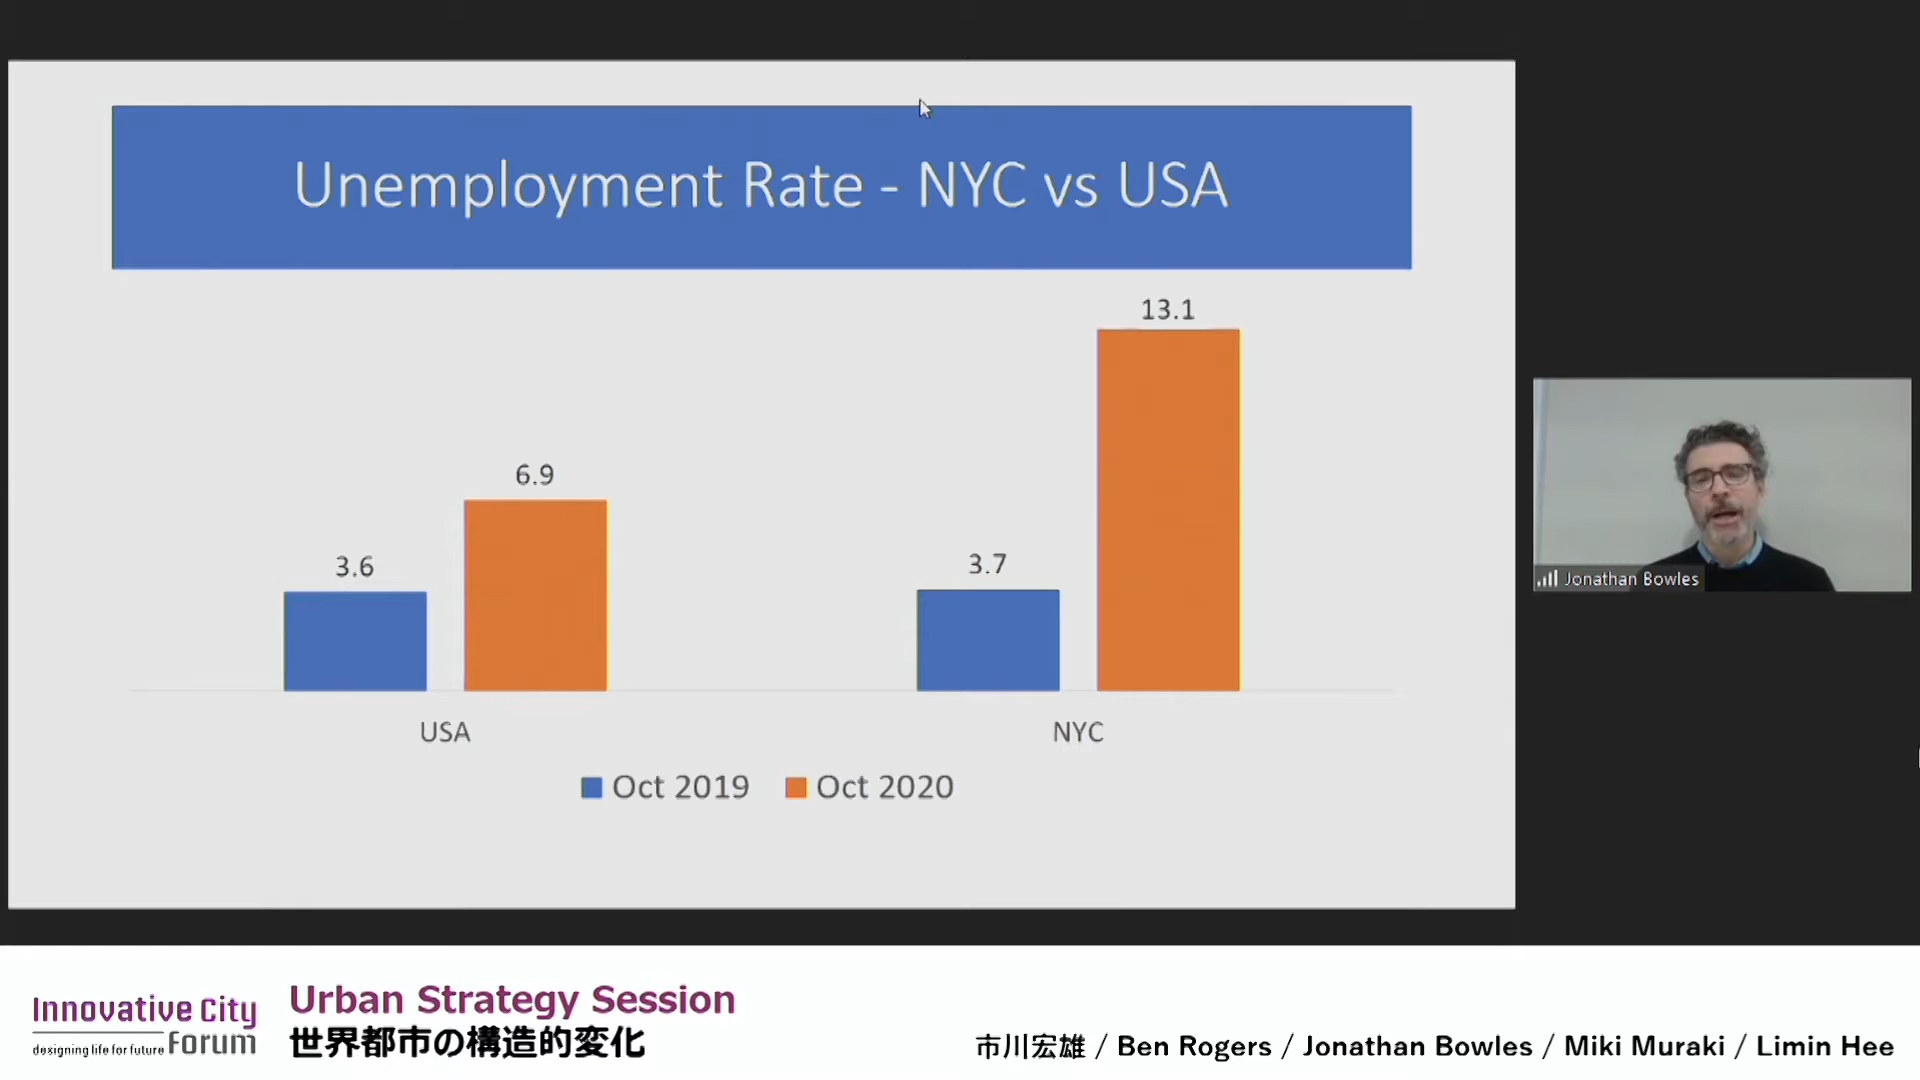 Unemployment Rate - NYC vs USA
13.1
6.9
3.6
3.7
USA
NYC
Oct 2019
Oct 2020
Jonathan Bowles
Innovative City
designing life for future Forum
Urban Strategy Session
世界都市の構造的変化
市川宏雄 / Ben Rogers / Jonathan Bowles / Miki Muraki / Limin Hee